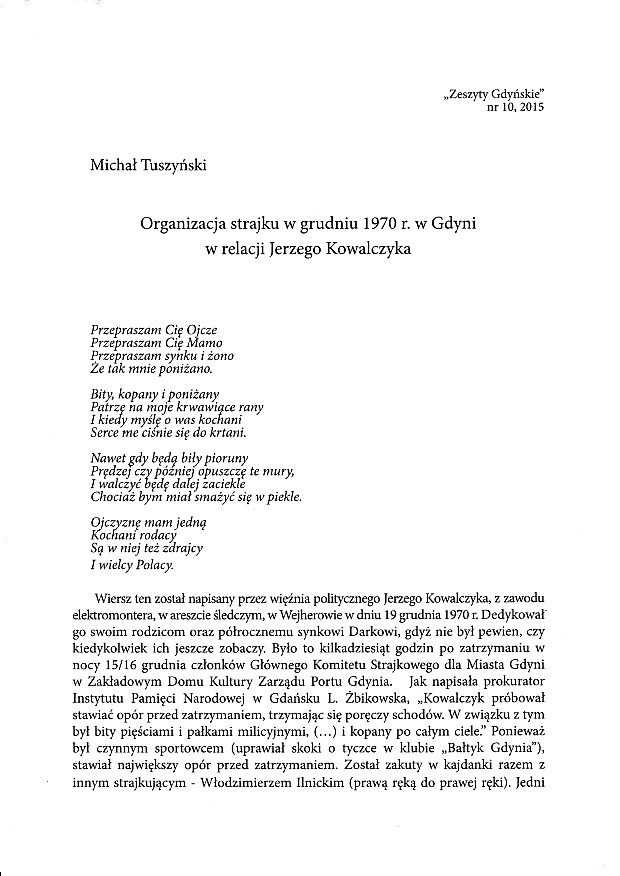 „Zeszyty Gdyńskie”
nr 10, 2015
Michał Tuszyński
Organizacja strajku w grudniu 1970 r. w Gdyni
w relacji Jerzego Kowalczyka
Przepraszam Cię Ojcze
Przepraszam Cię Mamo
Przepraszam synku i żono
Że tak mnie poniżano.
Bity, kopany i poniżany
Patrzę na moje krwawiące rany
I kiedy myślę o was kochani
Serce me ciśnie się do krtani.
Nawet gdy będą biły pioruny
Prędzej czy później opuszczę te mury,
I walczyć będę dalej zaciekle
Chociaż bym miał smażyć się w piekle.
Ojczyznę mam jedną
Kochani rodacy
Są w niej też zdrajcy
I wielcy Polacy.
Wiersz ten został napisany przez więźnia politycznego Jerzego Kowalczyka, z zawodu
elektromontera, w areszcie śledczym, w Wejherowie w dniu 19 grudnia 1970 r. Dedykował
go swoim rodzicom oraz półrocznemu synkowi Darkowi, gdyż nie był pewien, czy
kiedykolwiek ich jeszcze zobaczy. Było to kilkadziesiąt godzin po zatrzymaniu w
nocy 15/16 grudnia członków Głównego Komitetu Strajkowego dla Miasta Gdyni
w Zakładowym Domu Kultury Zarządu Portu Gdynia. Jak napisała prokurator
Instytutu Pamięci Narodowej w Gdańsku L. Żbikowska, „Kowalczyk próbował
stawiać opór przed zatrzymaniem, trzymając się poręczy schodów. W związku z tym
był bity pięściami i pałkami milicyjnymi, (…) i kopany po całym ciele.” Ponieważ
był czynnym sportowcem (uprawiał skoki o tyczce w klubie „Bałtyk Gdynia”),
stawiał największy opór przed zatrzymaniem. Został zakuty w kajdanki razem z
innym strajkującym - Włodzimierzem Ilnickim (prawą ręką do prawej ręki). Jedni